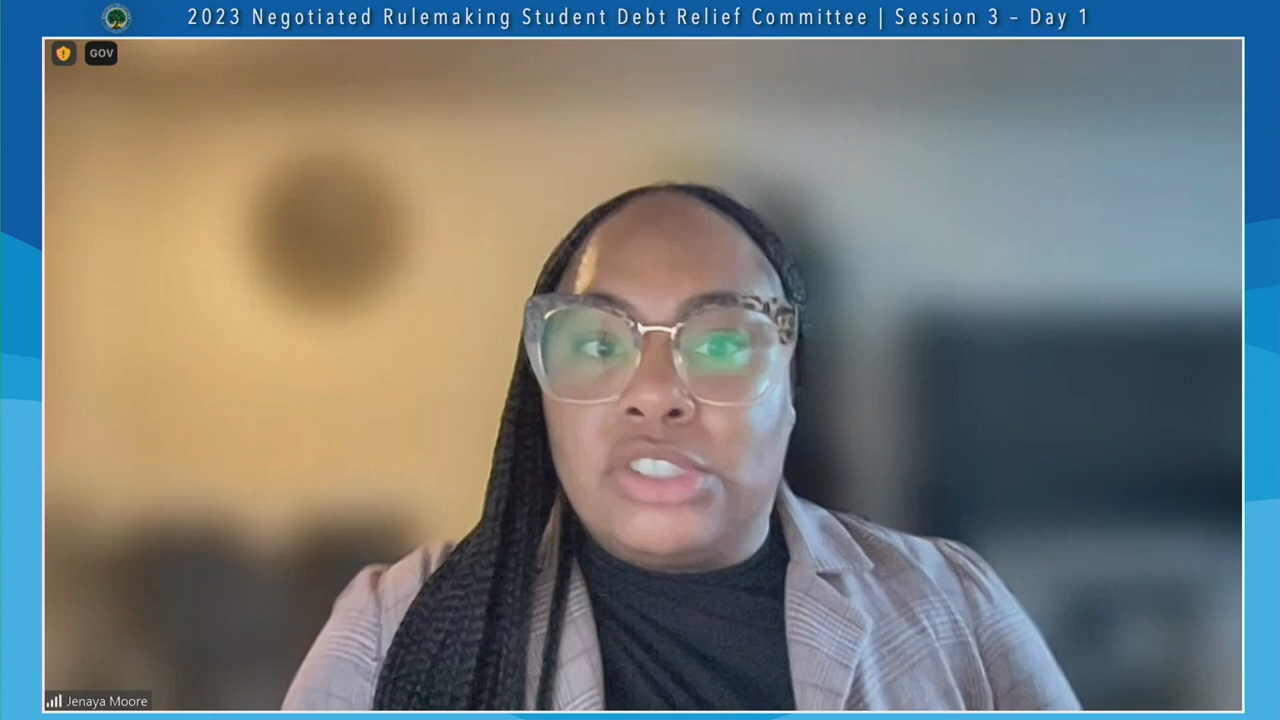 2023 Negotiated Rulemaking Student Debt Relief Committee | Session 3 – Day 1
GOV
Jenaya Moore